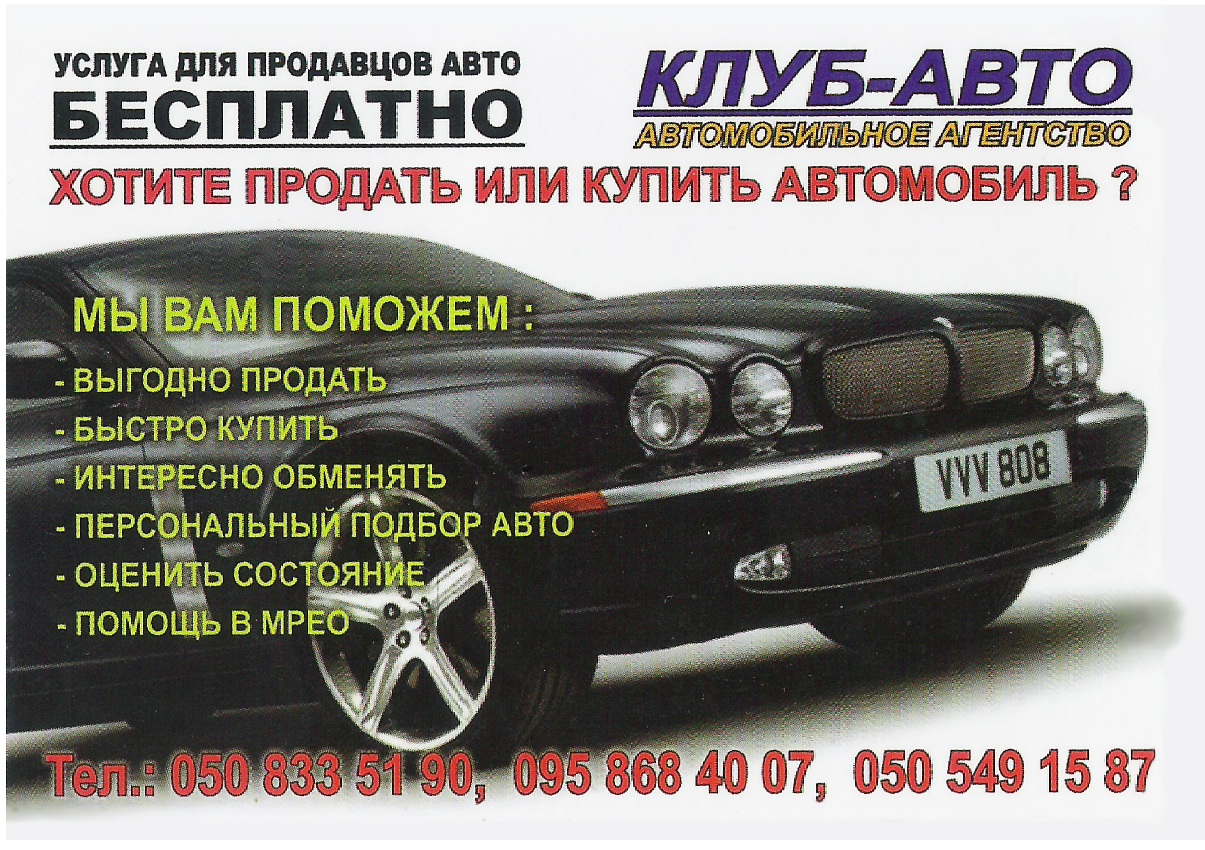 УСЛУГА ДЛЯ ПРОДАВЦОВ АВТО
БЕСПЛАТНО
КЛУБ-АВТО
АВТОМОБИЛЬНОЕ АГЕНТСТВО
ХОТИТЕ ПРОДАТЬ ИЛИ КУПИТЬ АВТОМОБИЛЬ ?
МЫ ВАМ ПОМОЖЕМ :
- ВЫГОДНО ПРОДАТЬ
- БЫСТРО КУПИТЬ
- ИНТЕРЕСНО ОБМЕНЯТЬ
- ПЕРСОНАЛЬНЫЙ ПОДБОР АВТО
- ОЦЕНИТЬ СОСТОЯНИЕ
- ПОМОЩЬ В МРЕО
VVV 808
Тел.: 050 833 51 90, 095 868 40 07, 050 549 15 87